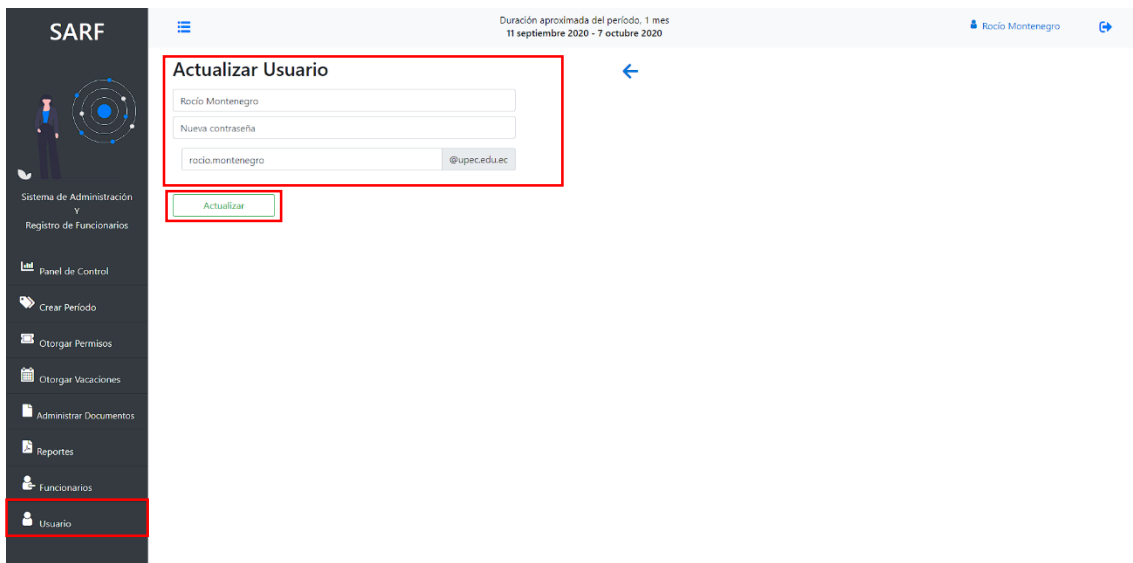 SARF
Sistema de Administración
Y
Registro de Funcionarios
Panel de Control
Crear Período
Otorgar Permisos
Otorgar Vacaciones
Administrar Documentos
Reportes
Funcionarios
Usuario
Duración aproximada del período, 1 mes
11 septiembre 2020 - 7 octubre 2020
Rocío Montenegro
Actualizar Usuario
Rocío Montenegro
Nueva contraseña
rocio.montenegro @upec.edu.ec
Actualizar